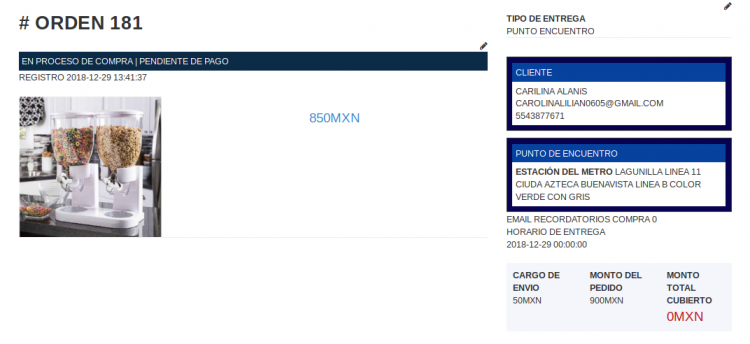 # ORDEN 181
EN PROCESO DE COMPRA | PENDIENTE DE PAGO
REGISTRO 2018-12-29 13:41:37
850MXN
TIPO DE ENTREGA
PUNTO ENCUENTRO
CLIENTE
CARILINA ALANIS
CAROLINALILIAN0605@GMAIL.COM
5543877671
PUNTO DE ENCUENTRO
ESTACIÓN DEL METRO LAGUNILLA LINEA 11
CIUDA AZTECA BUENAVISTA LINEA B COLOR
VERDE CON GRIS
EMAIL RECORDATORIOS COMPRA 0
HORARIO DE ENTREGA
2018-12-29 00:00:00
CARGO DE
ENVIO
50MXN
MONTO DEL
PEDIDO
900MXN
MONTO
TOTAL
CUBIERTO
0MXN